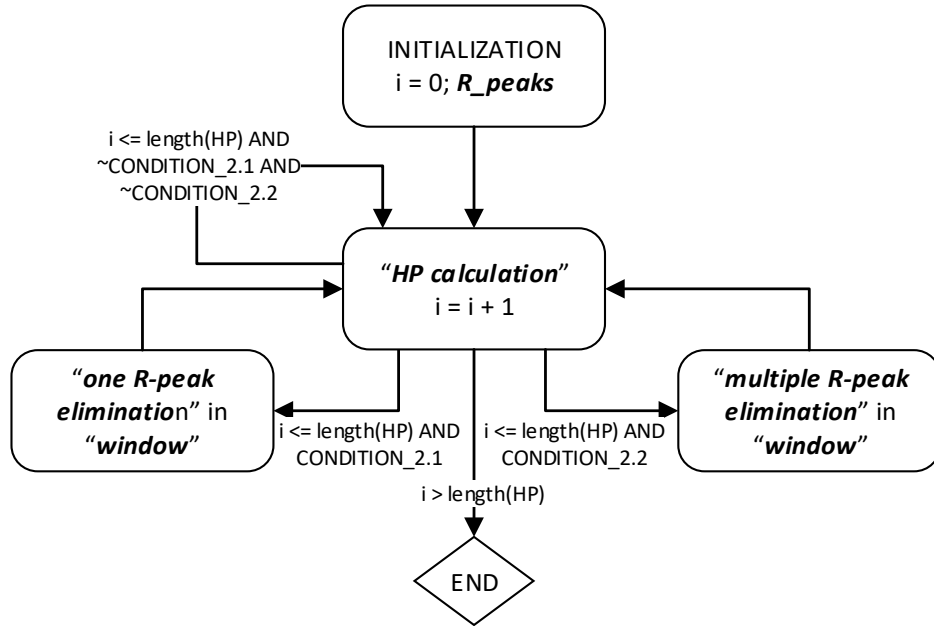 INITIALIZATION
i = 0; R_peaks
i <= length(HP) AND
~CONDITION_2.1 AND
~CONDITION_2.2
“HP calculation”
i = i + 1
“one R-peak
elimination” in
“window”
“multiple R-peak
elimination” in
“window”
i <= length(HP) AND
CONDITION_2.1
i <= length(HP) AND
CONDITION_2.2
i > length(HP)
END